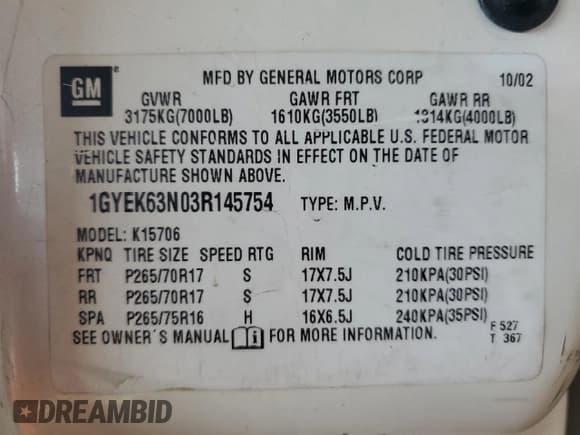 GM ® MFD BY GENERAL MOTORS CORP 10/02
GVWR GAWR FRT GAWR RR
3175KG(7000LB) 1610KG(3550LB) 1814KG(4000LB)
THIS VEHICLE CONFORMS TO ALL APPLICABLE U.S. FEDERAL MOTOR
VEHICLE SAFETY STANDARDS IN EFFECT ON THE DATE OF
MANUFACTURE SHOWN ABOVE.
1GYEK63N03R145754 TYPE: M.P.V.
MODEL: K15706
KPNQ TIRE SIZE SPEED RTG RIM COLD TIRE PRESSURE
FRT P265/70R17 S 17X7.5J 210KPA(30PSI)
RR P265/70R17 S 17X7.5J 210KPA(30PSI)
SPA P265/75R16 H 16X6.5J 240KPA(35PSI)
SEE OWNER'S MANUAL FOR MORE INFORMATION.
F 527
T 367
DREAMBID